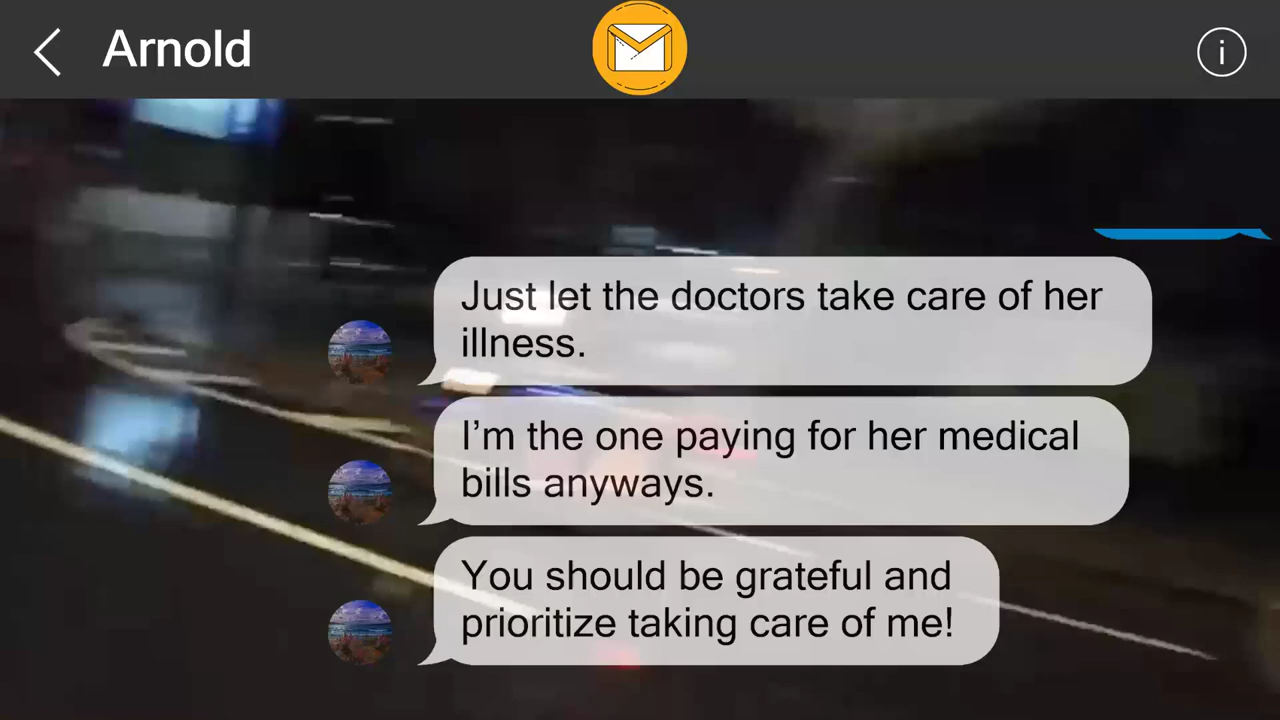 Arnold
i
Just let the doctors take care of her
illness.
I’m the one paying for her medical
bills anyways.
You should be grateful and
prioritize taking care of me!